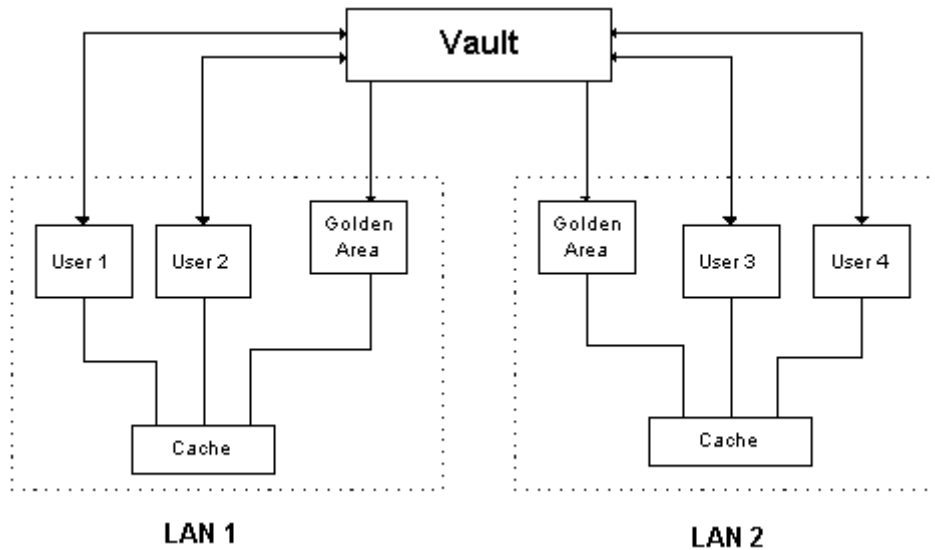 Vault
Golden
Area
User 1
User 2
Cache
LAN 1
Golden
Area
User 3
User 4
Cache
LAN 2